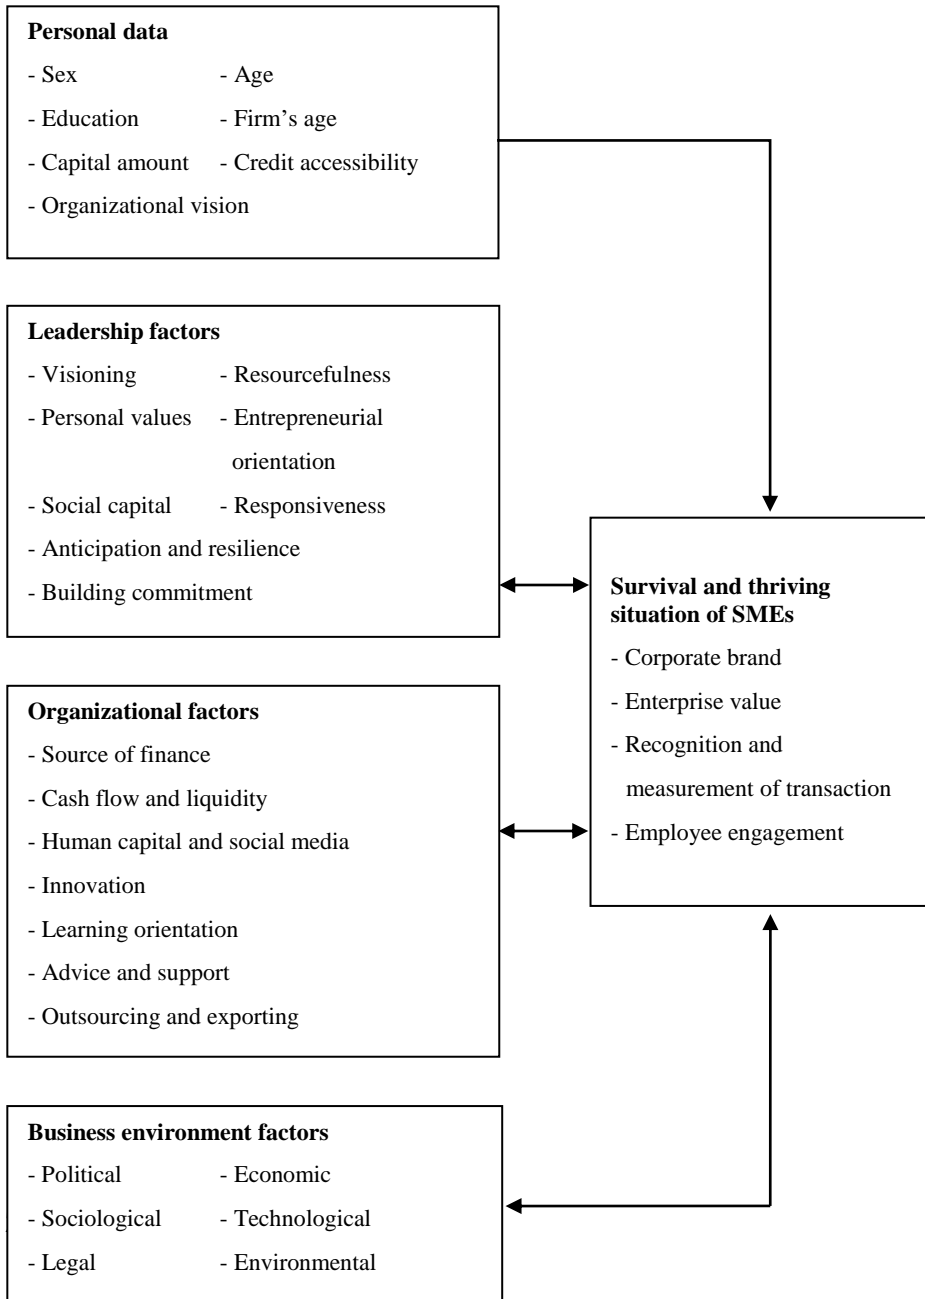 Personal data
- Sex - Age
- Education - Firm’s age
- Capital amount - Credit accessibility
- Organizational vision
Leadership factors
- Visioning - Resourcefulness
- Personal values - Entrepreneurial
orientation
- Social capital - Responsiveness
- Anticipation and resilience
- Building commitment
Survival and thriving
situation of SMEs
- Corporate brand
- Enterprise value
- Recognition and
measurement of transaction
- Employee engagement
Organizational factors
- Source of finance
- Cash flow and liquidity
- Human capital and social media
- Innovation
- Learning orientation
- Advice and support
- Outsourcing and exporting
Business environment factors
- Political - Economic
- Sociological - Technological
- Legal - Environmental